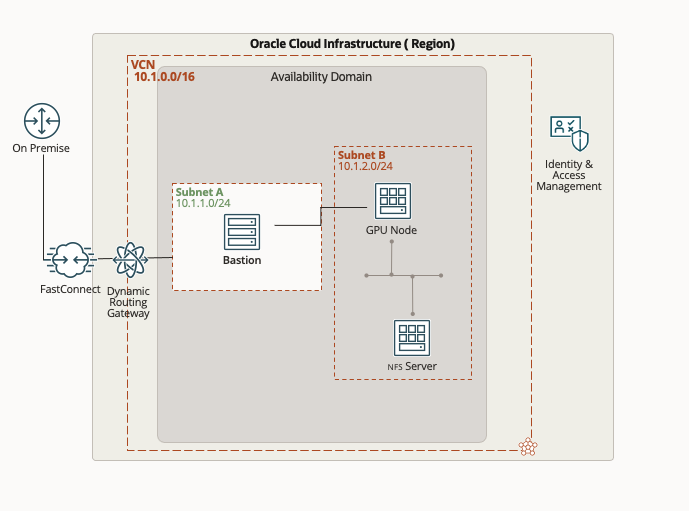 Oracle Cloud Infrastructure ( Region)
VCN
10.1.0.0/16
Availability Domain
On Premise
Identity &
Access
Management
Subnet B
10.1.2.0/24
Subnet A
10.1.1.0/24
GPU Node
Bastion
FastConnect
Dynamic
Routing
Gateway
NFS Server